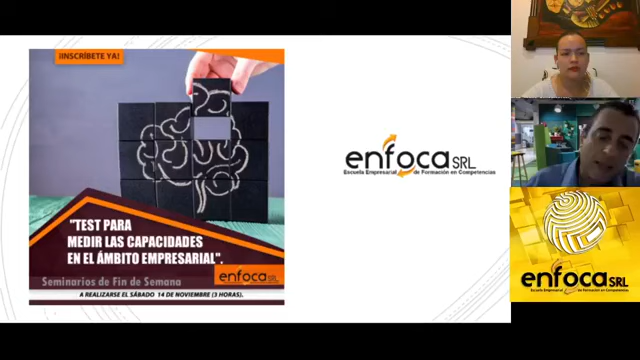 ¡INSCRÍBETE YA!
"TEST PARA
MEDIR LAS CAPACIDADES
EN EL ÁMBITO EMPRESARIAL".
enfoca SRL
Seminarios de Fin de Semana
A REALIZARSE EL SÁBADO 14 DE NOVIEMBRE (3 HORAS).
enfoca SRL
Escuela Empresarial de Formación en Competencias
enfoca SRL
Escuela Empresarial de Formación en Competencias